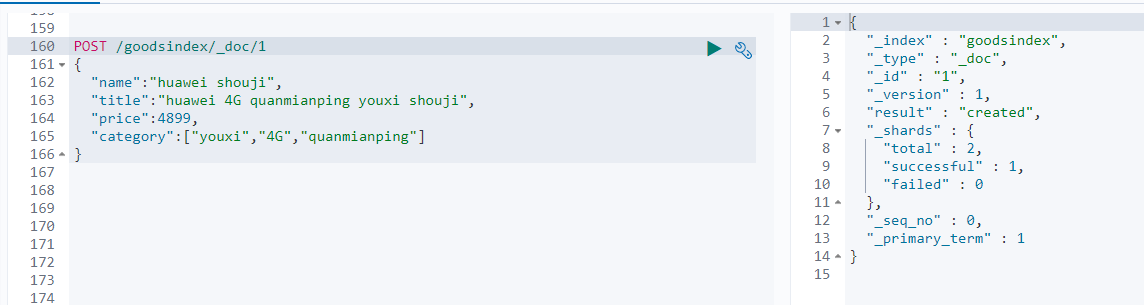 158
159
160 POST /goodsindex/_doc/1
161 {
162 "name":"huawei shouji",
163 "title":"huawei 4G quanmianping youxi shouji",
164 "price":4899,
165 "category":["youxi","4G","quanmianping"]
166 }
167
168
169
170
171
172
173
174
1 {
2 "_index" : "goodsindex",
3 "_type" : "_doc",
4 "_id" : "1",
5 "_version" : 1,
6 "result" : "created",
7 "_shards" : {
8 "total" : 2,
9 "successful" : 1,
10 "failed" : 0
11 },
12 "_seq_no" : 0,
13 "_primary_term" : 1
14 }
15